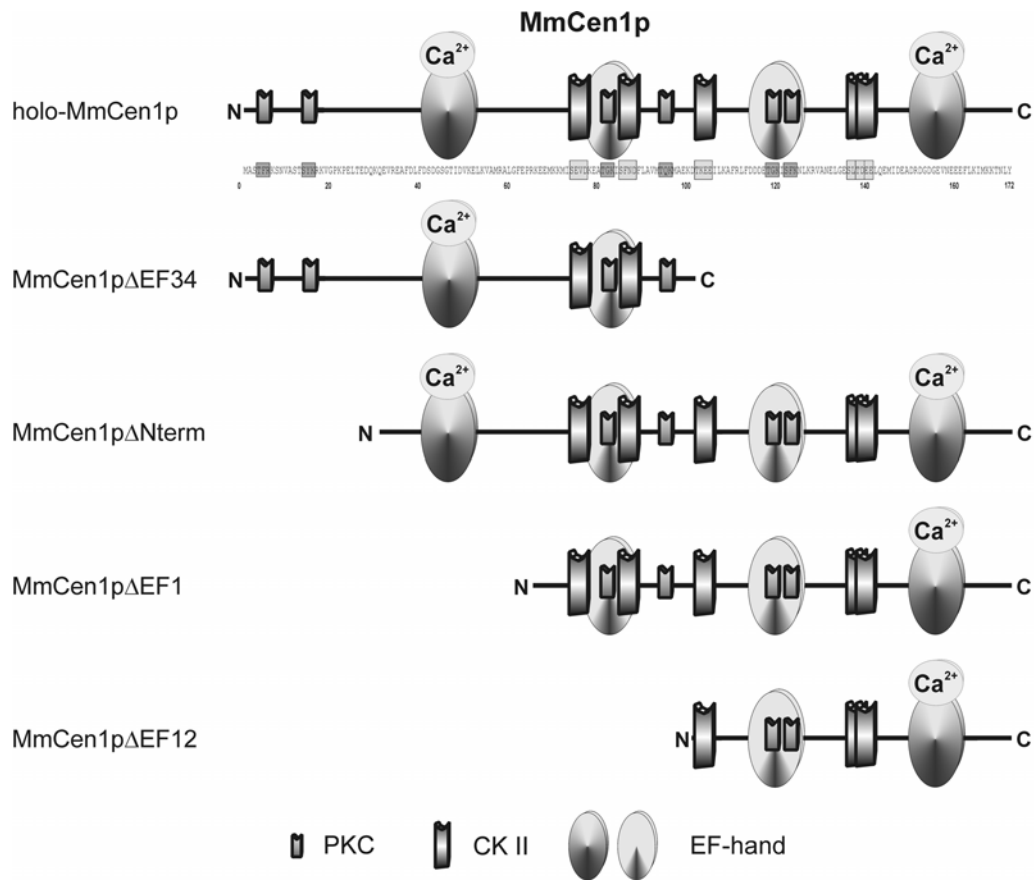 MmCen1p
Ca2+ Ca2+
holo-MmCen1p N C
MASTFRKSNVASTSYKRKVGPKPELTEDQKQEVREAFDLFDSDGSGTIDVKELKVAMRALGFEPRKEEMKKMISEVDKEATGKISFNDFLAVMTQKMAEKDTKEEILKAFRLFDDDETGKISFKNLKRVANELGESLTDEELQEMIDEADRDGDGEVNEEEFLKIMKKTNLY
0 20 40 60 80 100 120 140 160 172
Ca2+
MmCen1pΔEF34 N C
Ca2+ Ca2+
MmCen1pΔNterm N C
Ca2+
MmCen1pΔEF1 N C
Ca2+
MmCen1pΔEF12 N C
PKC CK II EF-hand